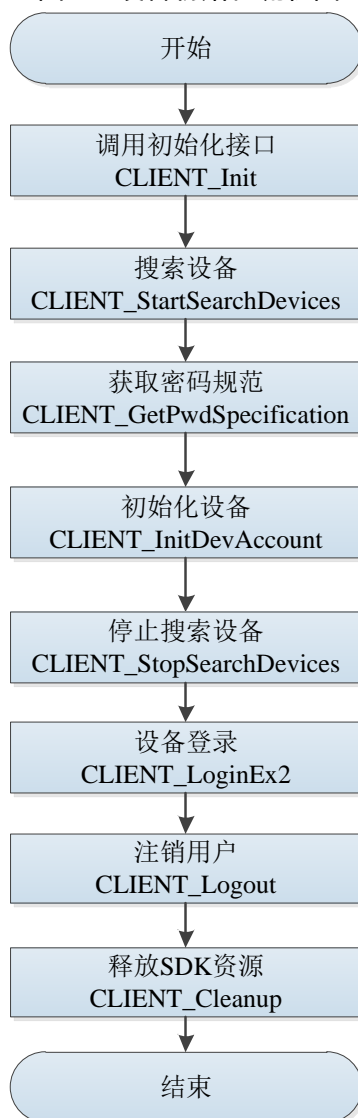 开始
调用初始化接口
CLIENT_Init
搜索设备
CLIENT_StartSearchDevices
获取密码规范
CLIENT_GetPwdSpecification
初始化设备
CLIENT_InitDevAccount
停止搜索设备
CLIENT_StopSearchDevices
设备登录
CLIENT_LoginEx2
注销用户
CLIENT_Logout
释放SDK资源
CLIENT_Cleanup
结束